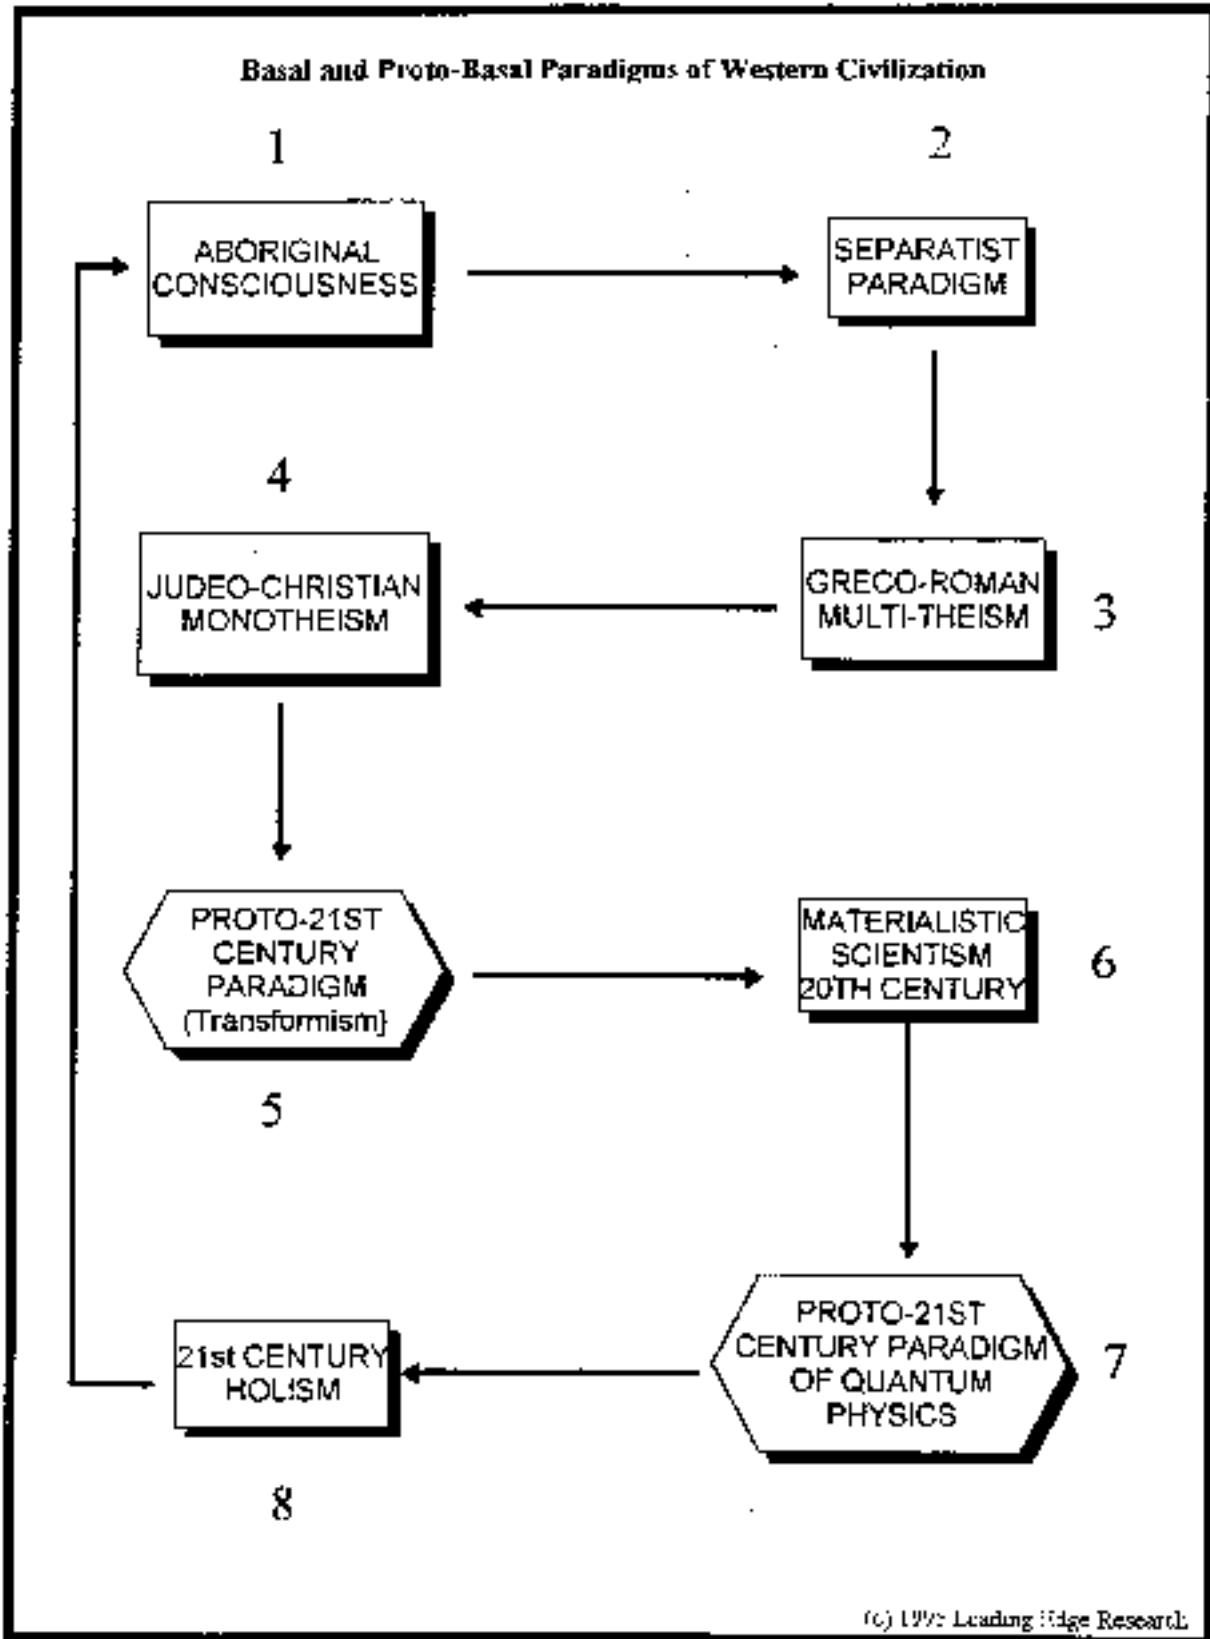 Basal and Proto-Basal Paradigms of Western Civilization
1
2
ABORIGINAL
CONSCIOUSNESS
SEPARATIST
PARADIGM
4
JUDEO-CHRISTIAN
MONOTHEISM
GRECO-ROMAN
MULTI-THEISM
3
PROTO-21ST
CENTURY
PARADIGM
(Transformism)
5
MATERIALISTIC
SCIENTISM
20TH CENTURY
6
21st CENTURY
HOLISM
8
PROTO-21ST
CENTURY PARADIGM
OF QUANTUM
PHYSICS
7
(c) Leading Edge Research